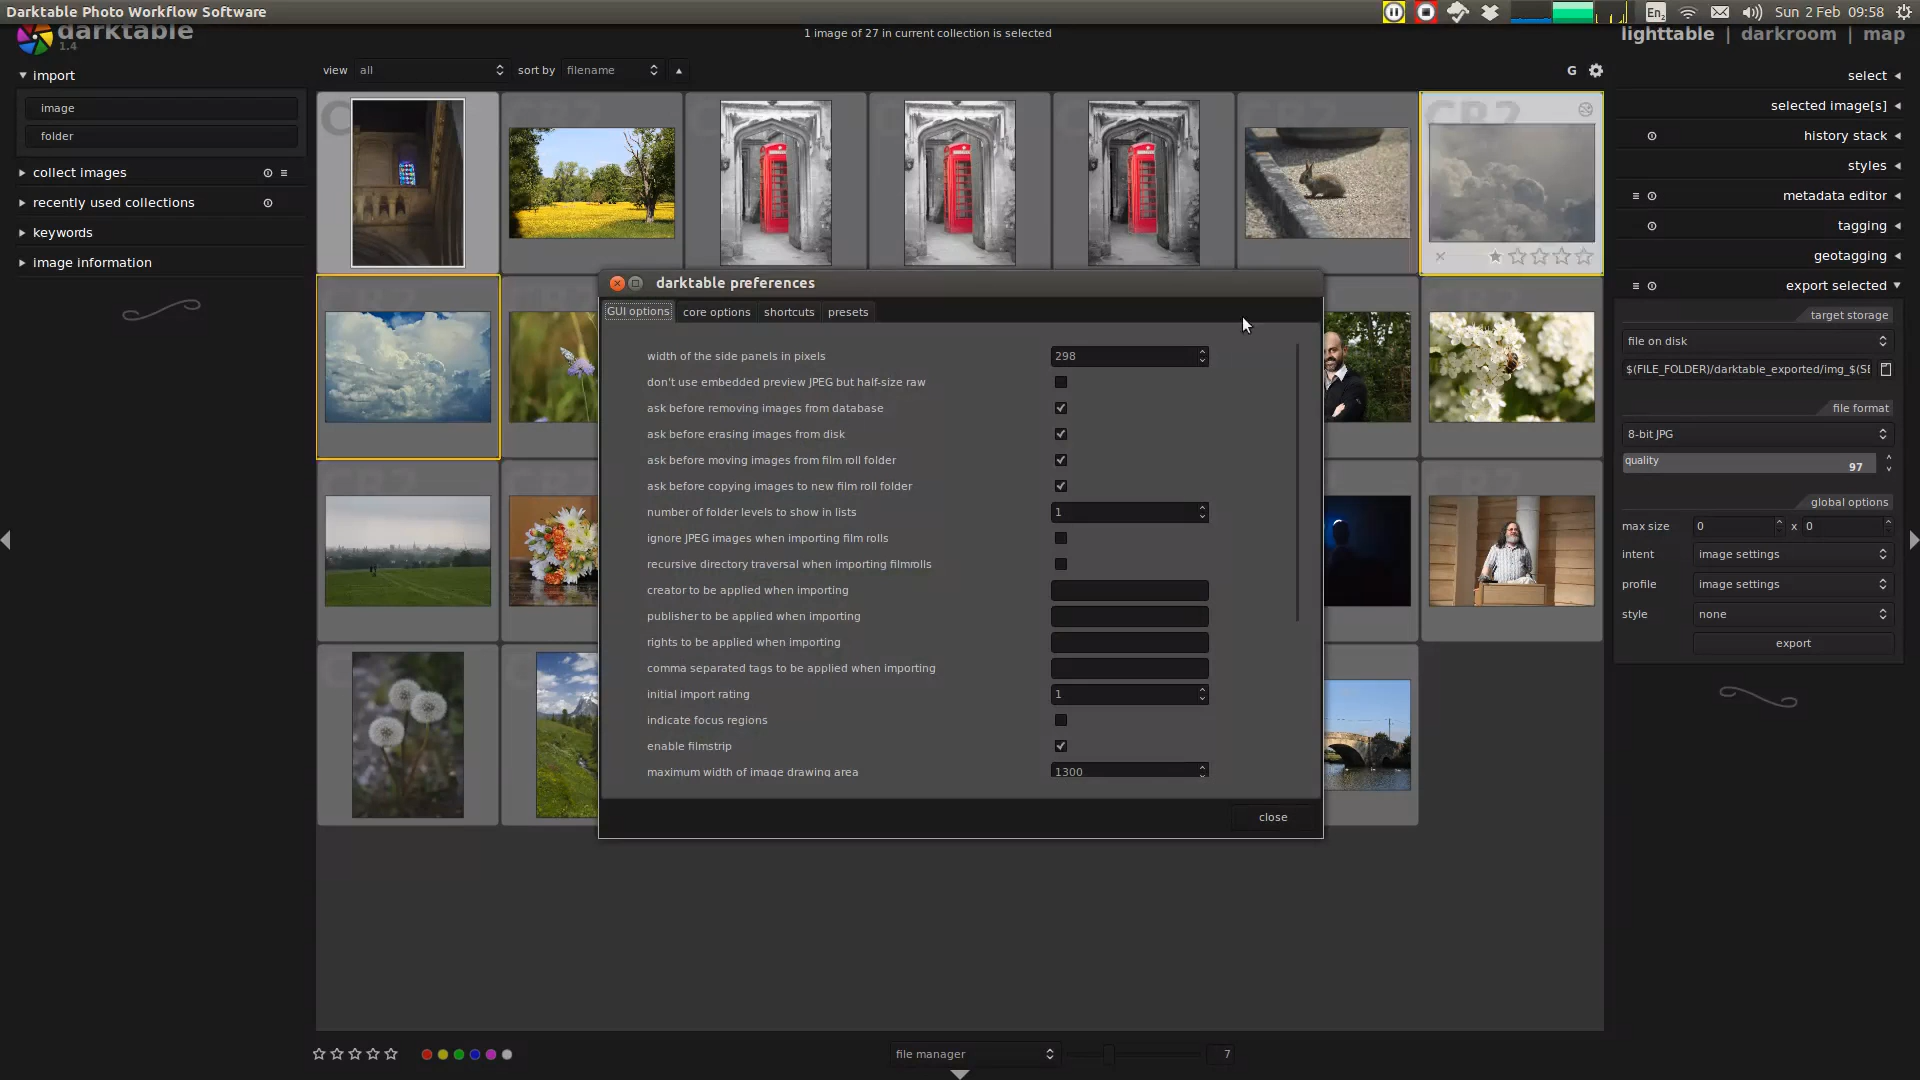 Darktable Photo Workflow Software
En2
Sun 2 Feb 09:58
darktable
1.4
1 image of 27 in current collection is selected
lighttable | darkroom | map
import
image
folder
collect images
recently used collections
keywords
image information
view all
sort by filename
G
CR2
darktable preferences
GUI options
core options
shortcuts
presets
width of the side panels in pixels
298
don't use embedded preview JPEG but half-size raw
ask before removing images from database
ask before erasing images from disk
ask before moving images from film roll folder
ask before copying images to new film roll folder
number of folder levels to show in lists
1
ignore JPEG images when importing film rolls
recursive directory traversal when importing filmrolls
creator to be applied when importing
publisher to be applied when importing
rights to be applied when importing
comma separated tags to be applied when importing
initial import rating
1
indicate focus regions
enable filmstrip
maximum width of image drawing area
1300
close
select
selected image[s]
history stack
styles
metadata editor
tagging
geotagging
export selected
target storage
file on disk
$(FILE_FOLDER)/darktable_exported/img_$(SE
file format
8-bit JPG
quality
97
global options
max size 0 x 0
intent image settings
profile image settings
style none
export
file manager
7